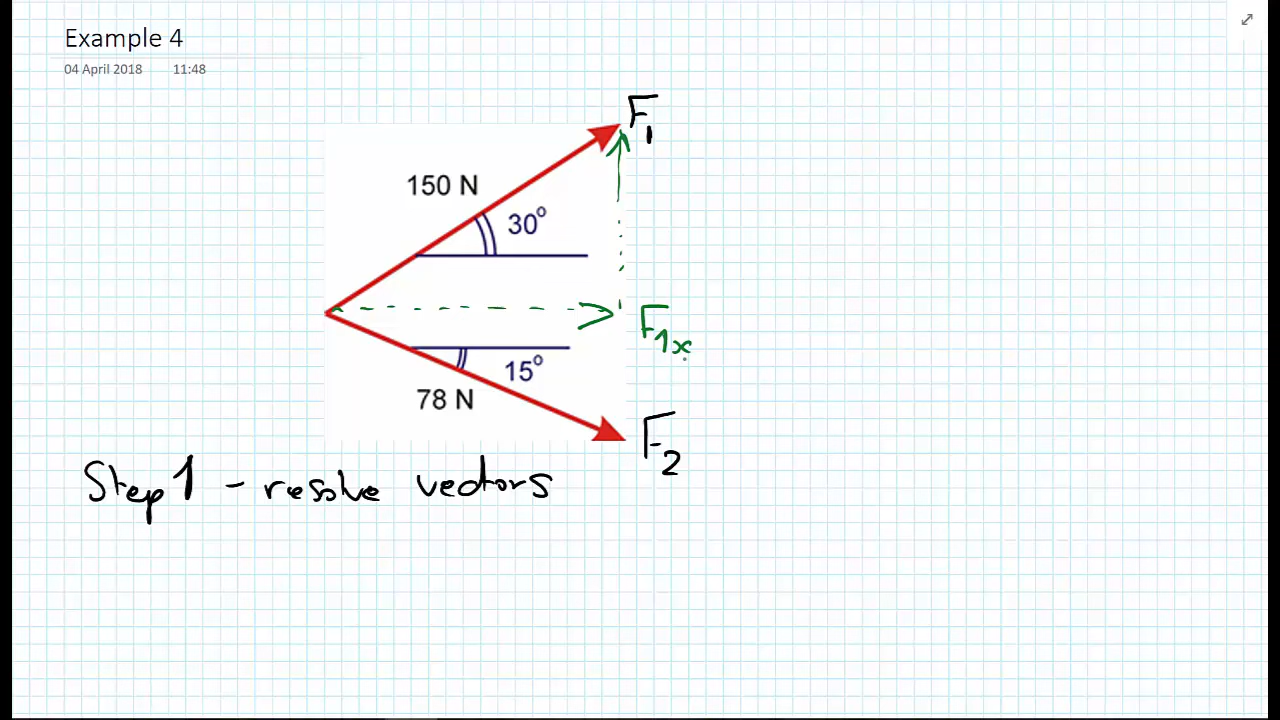 Example 4
04 April 2018 11:48
F1
150 N
30°
F1x
15°
78 N
F2
Step 1 - resolve vectors